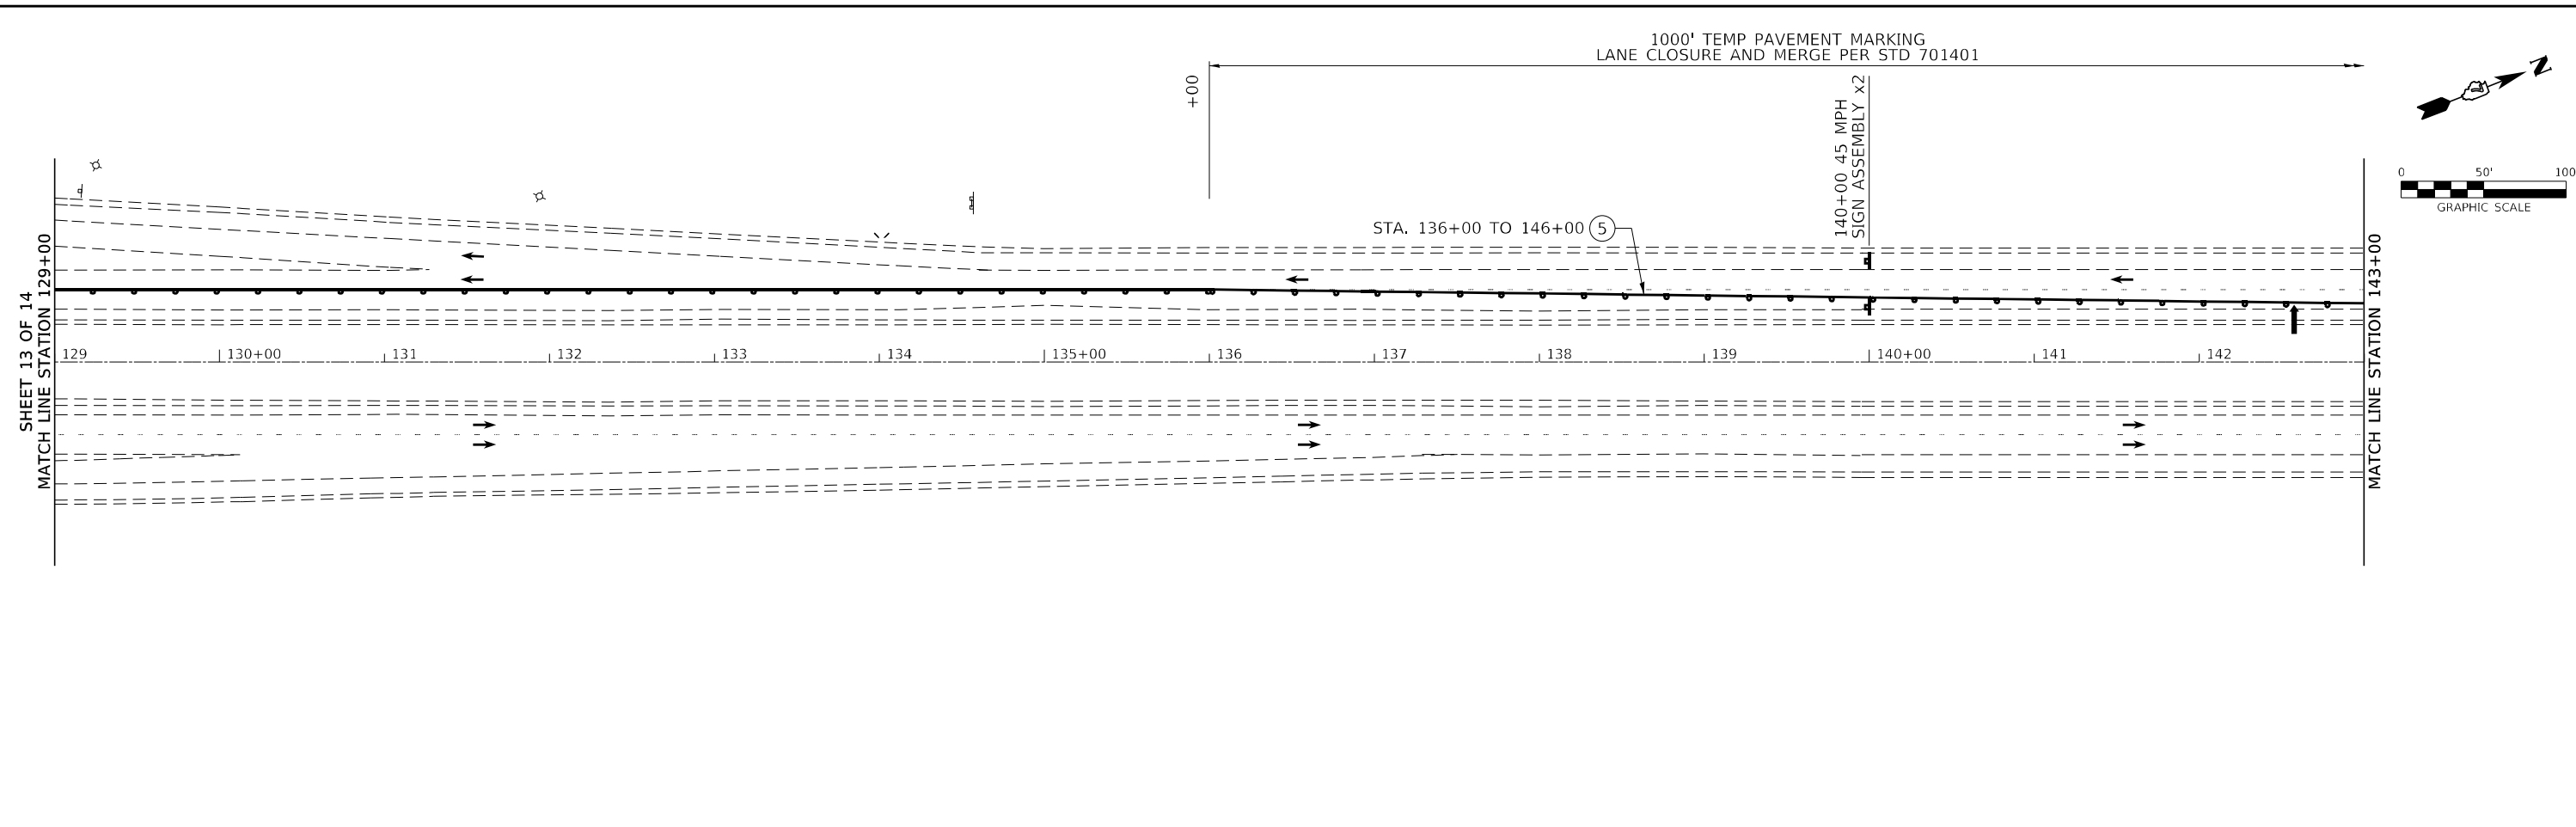 1000' TEMP PAVEMENT MARKING
LANE CLOSURE AND MERGE PER STD 701401
+00
140+00 45 MPH
SIGN ASSEMBLY x2
N
0 50' 100
GRAPHIC SCALE
STA. 136+00 TO 146+00 5
SHEET 13 OF 14
MATCH LINE STATION 129+00
129 130+00 131 132 133 134 135+00 136 137 138 139 140+00 141 142
MATCH LINE STATION 143+00